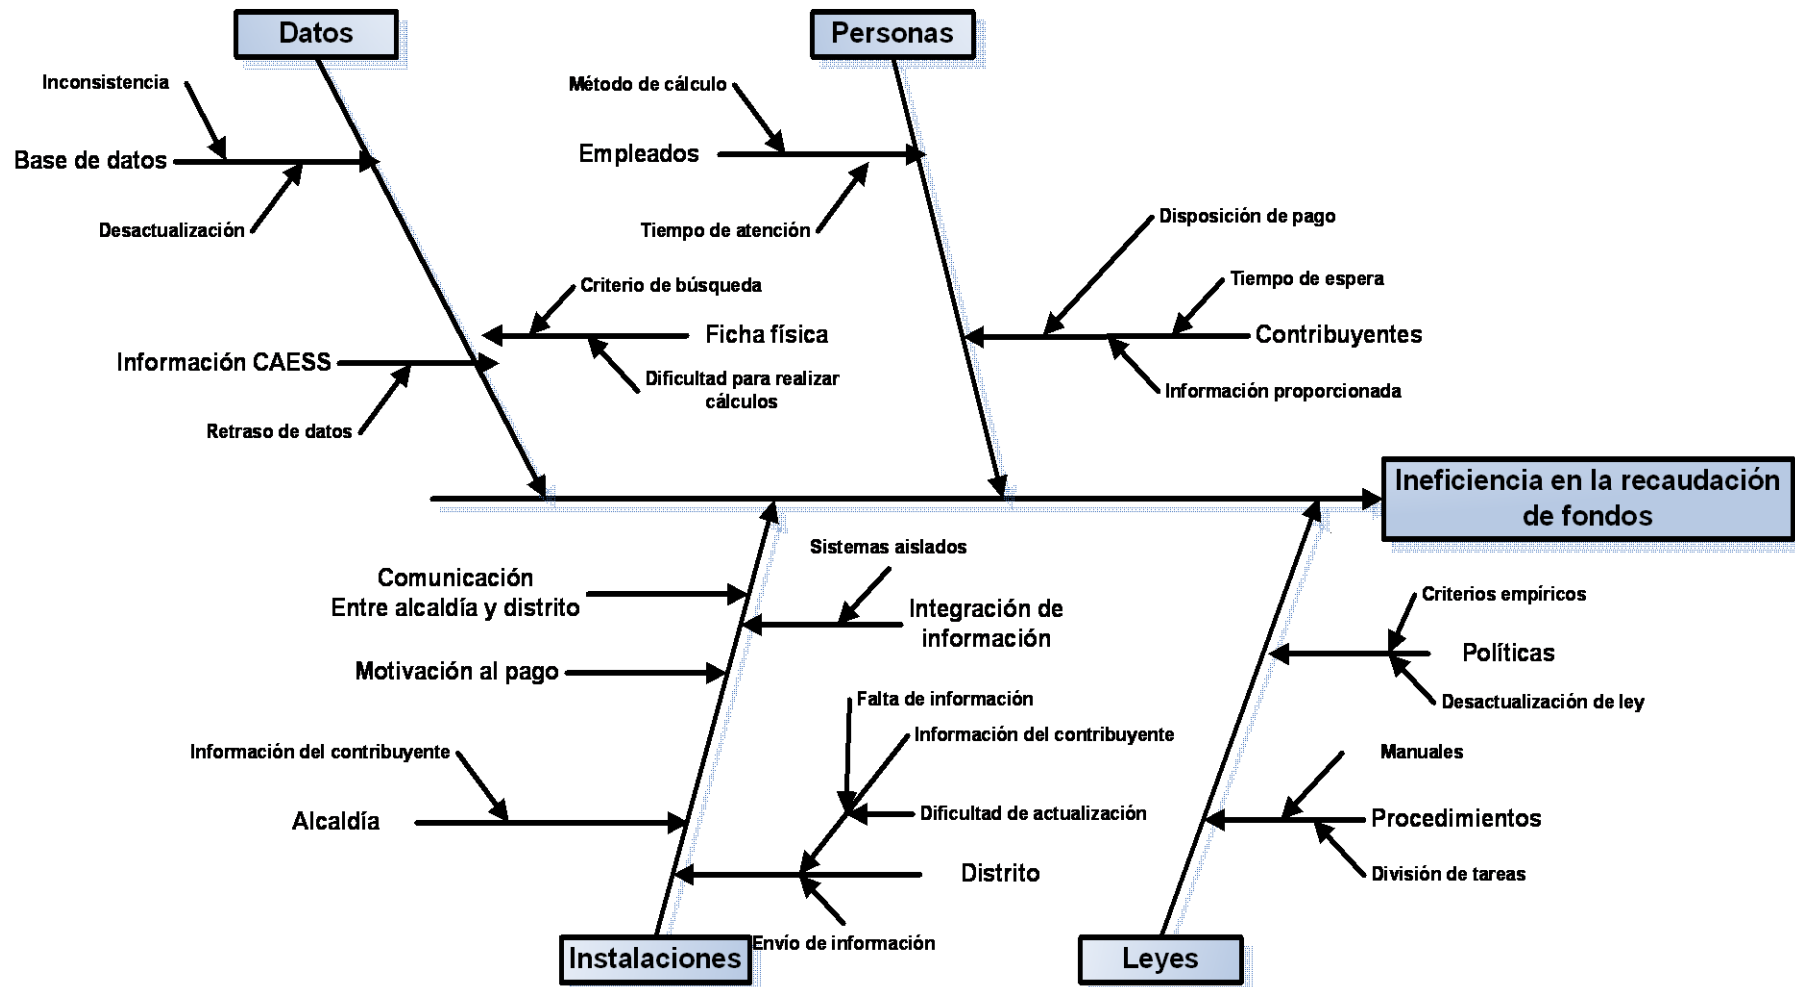 Datos
Personas
Inconsistencia
Método de cálculo
Base de datos
Empleados
Desactualización
Tiempo de atención
Disposición de pago
Criterio de búsqueda
Tiempo de espera
Ficha física
Contribuyentes
Información CAESS
Dificultad para realizar
cálculos
Información proporcionada
Retraso de datos
Ineficiencia en la recaudación
de fondos
Sistemas aislados
Comunicación
Entre alcaldía y distrito
Integración de
información
Criterios empíricos
Políticas
Motivación al pago
Falta de información
Desactualización de ley
Información del contribuyente
Información del contribuyente
Manuales
Alcaldía
Dificultad de actualización
Procedimientos
Distrito
División de tareas
Envío de información
Instalaciones
Leyes